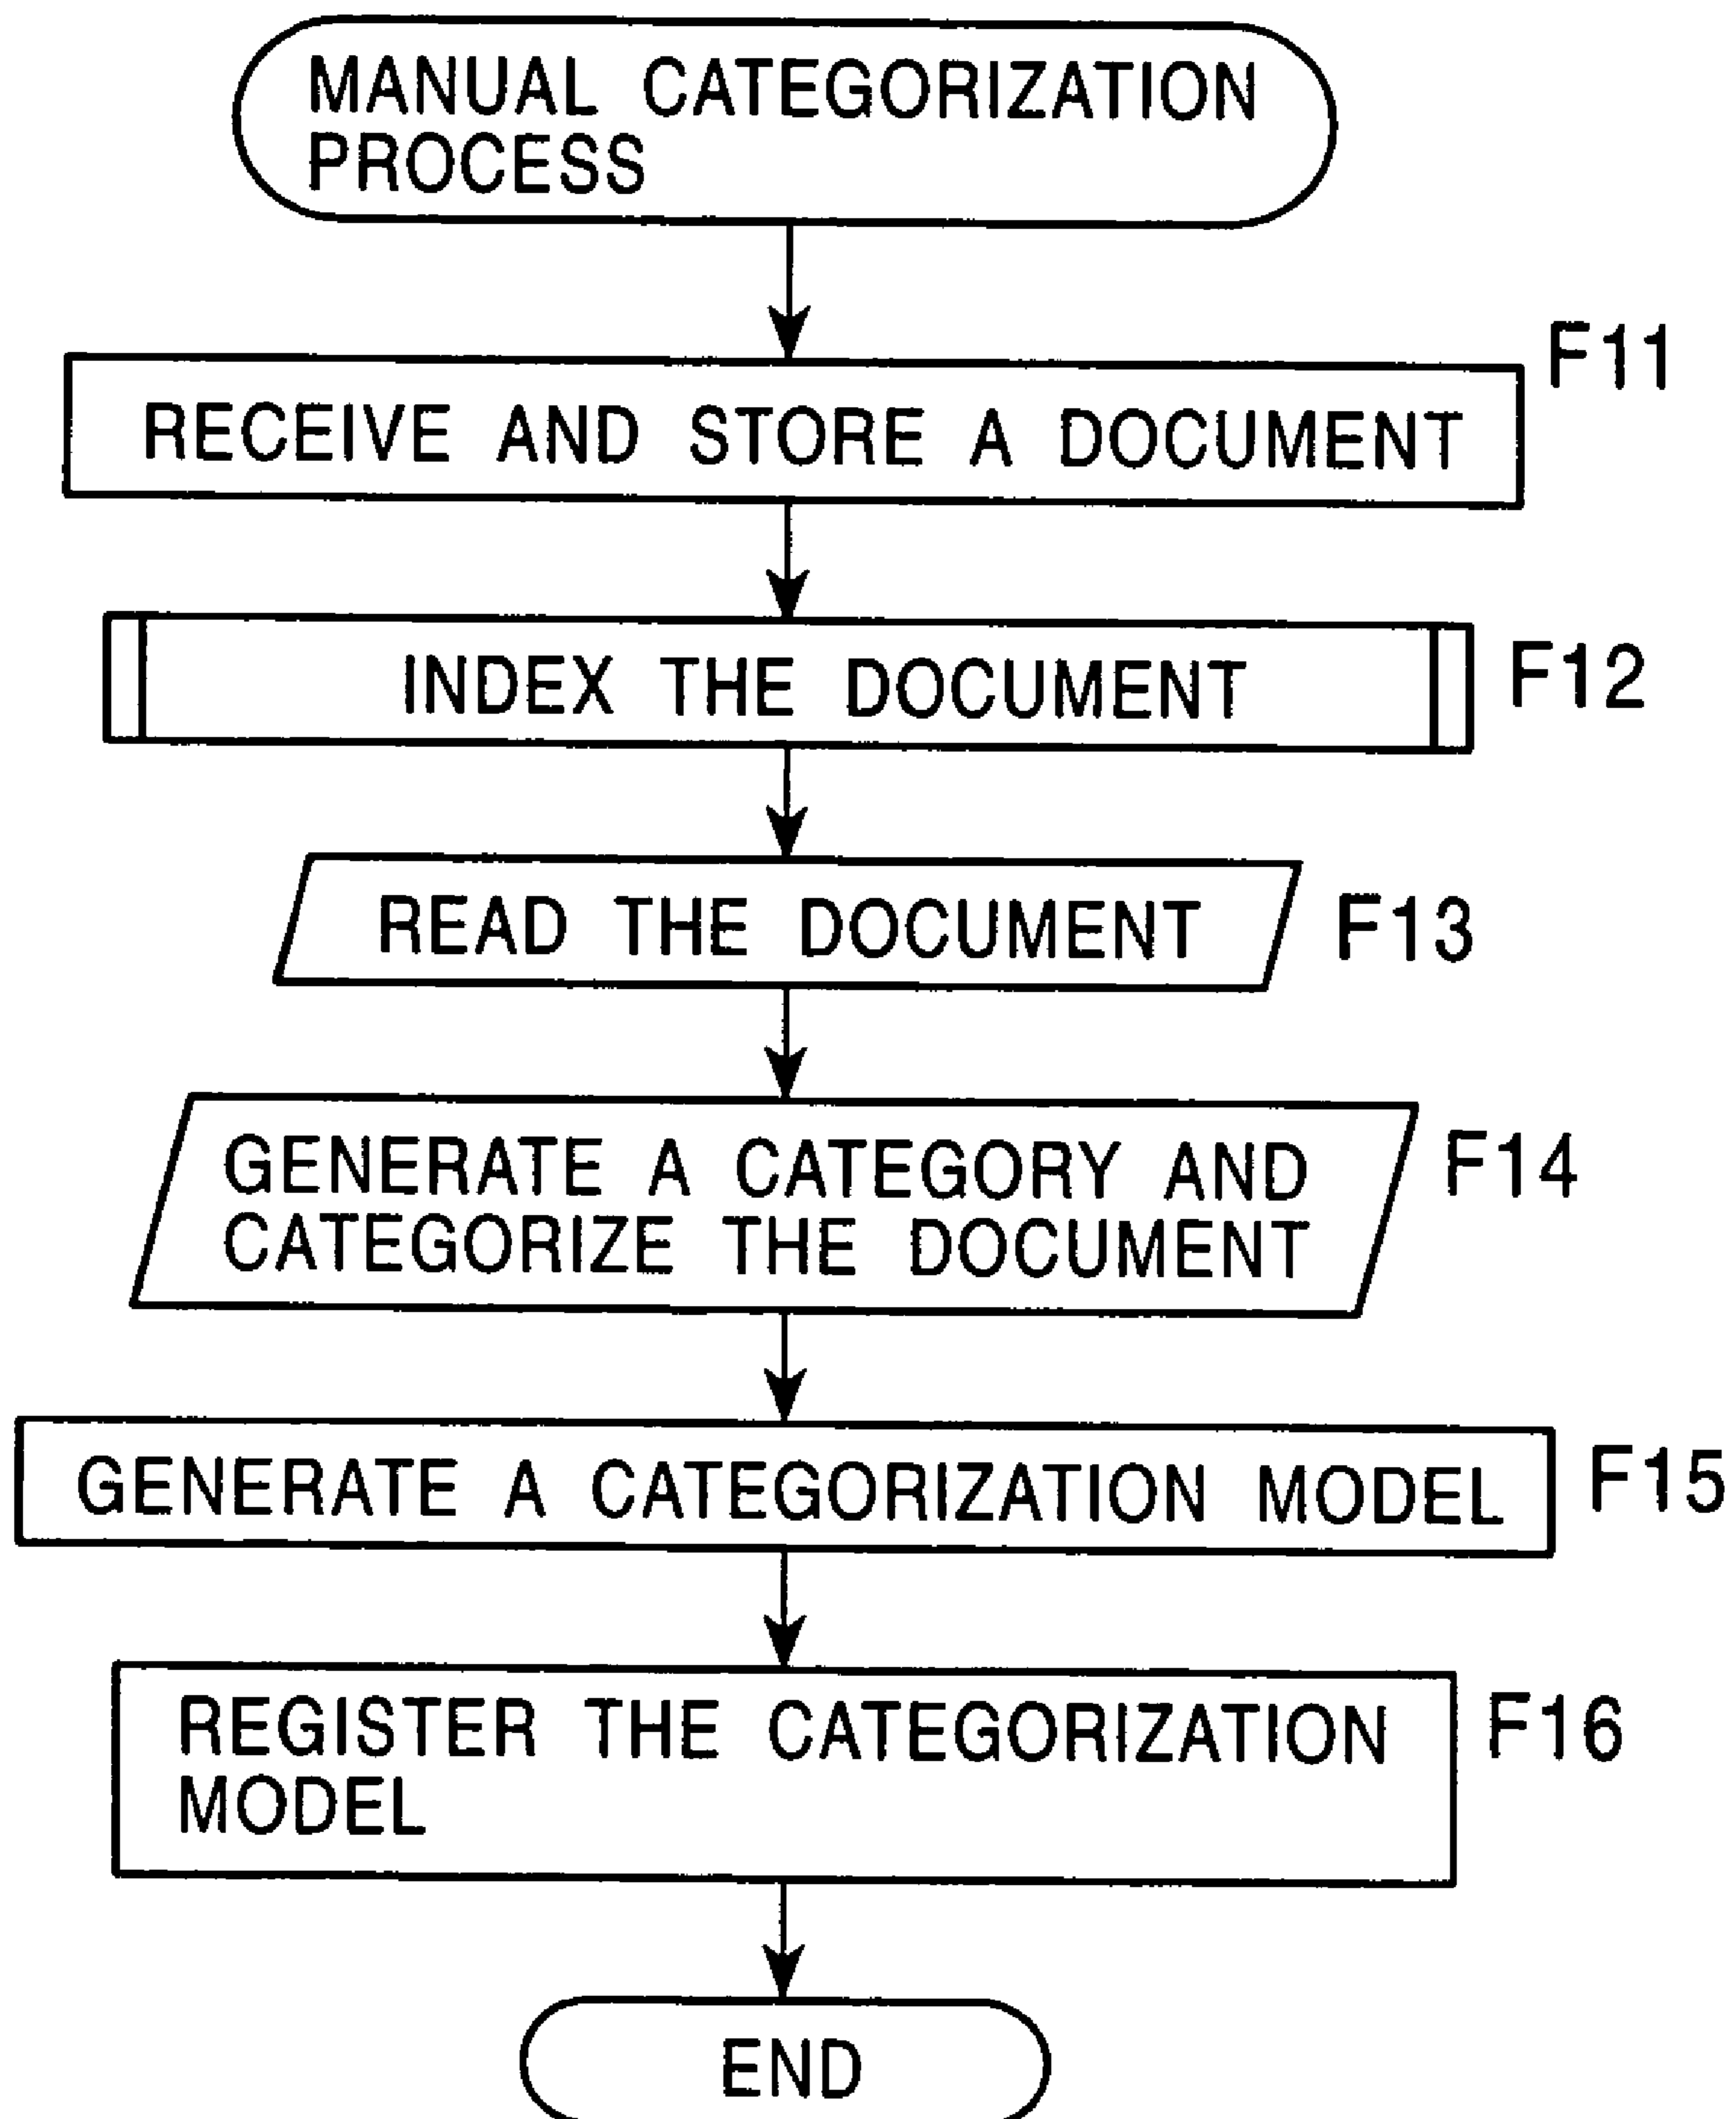 MANUAL CATEGORIZATION
PROCESS
F11
RECEIVE AND STORE A DOCUMENT
INDEX THE DOCUMENT
F12
READ THE DOCUMENT
F13
GENERATE A CATEGORY AND
CATEGORIZE THE DOCUMENT
F14
GENERATE A CATEGORIZATION MODEL
F15
REGISTER THE CATEGORIZATION
MODEL
F16
END